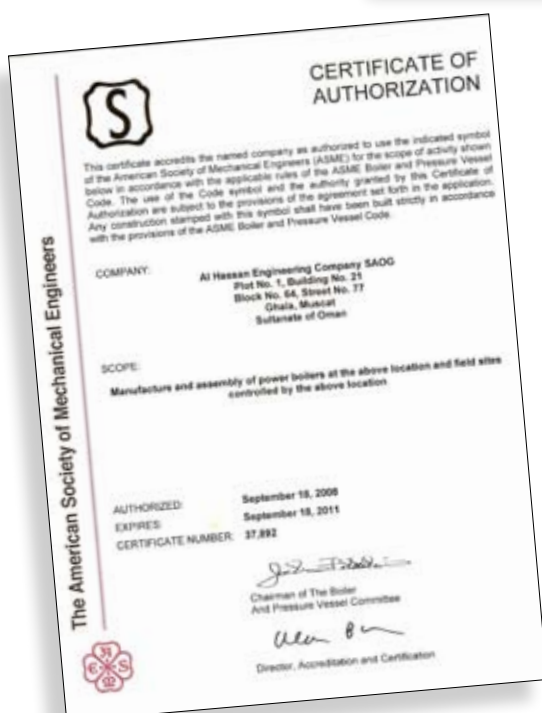 CERTIFICATE OF
AUTHORIZATION
S
This certificate accredits the named company as authorized to use the indicated symbol
of the American Society of Mechanical Engineers (ASME) for the scope of activity shown
below in accordance with the applicable rules of the ASME Boiler and Pressure Vessel
Code. The use of the Code symbol and the authority granted by this Certificate of
Authorization are subject to the provisions of the agreement set forth in the application.
Any construction stamped with this symbol shall have been built strictly in accordance
with the provisions of the ASME Boiler and Pressure Vessel Code.
COMPANY:
Al Hassan Engineering Company SAOG
Plot No. 1, Building No. 21
Block No. 64, Street No. 77
Ghala, Muscat
Sultanate of Oman
SCOPE:
Manufacture and assembly of power boilers at the above location and field sites
controlled by the above location
AUTHORIZED: September 18, 2008
EXPIRES: September 18, 2011
CERTIFICATE NUMBER: 37,892
Chairman of The Boiler
And Pressure Vessel Committee
Director, Accreditation and Certification
The American Society of Mechanical Engineers
A
E S
M